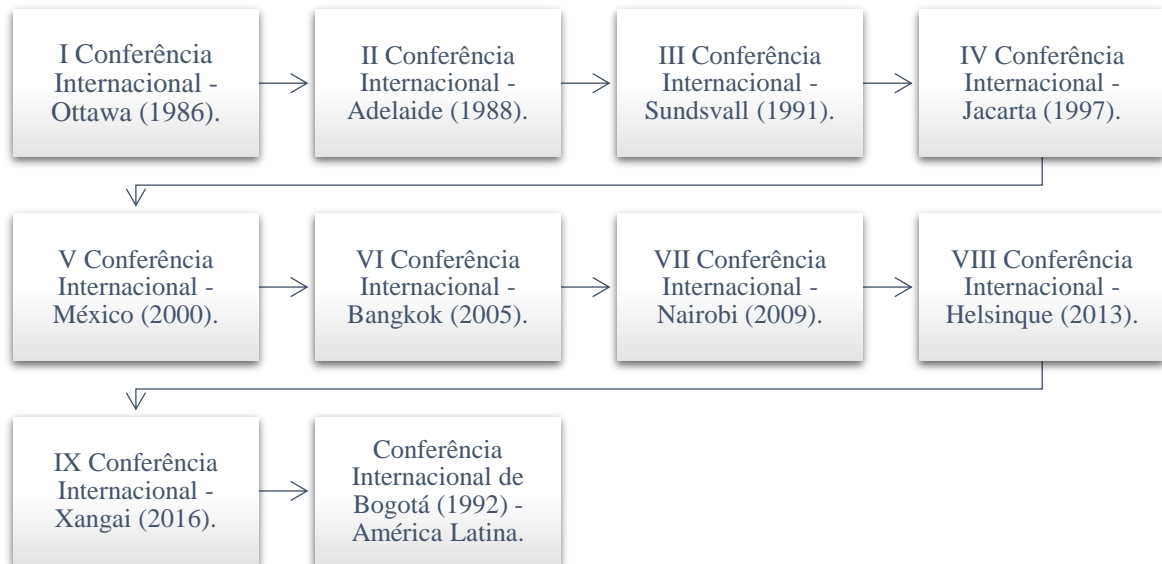 I Conferência
Internacional -
Ottawa (1986).
II Conferência
Internacional -
Adelaide (1988).
III Conferência
Internacional -
Sundsvall (1991).
IV Conferência
Internacional -
Jacarta (1997).
V Conferência
Internacional -
México (2000).
VI Conferência
Internacional -
Bangkok (2005).
VII Conferência
Internacional -
Nairobi (2009).
VIII Conferência
Internacional -
Helsinque (2013).
IX Conferência
Internacional -
Xangai (2016).
Conferência
Internacional de
Bogotá (1992) -
América Latina.